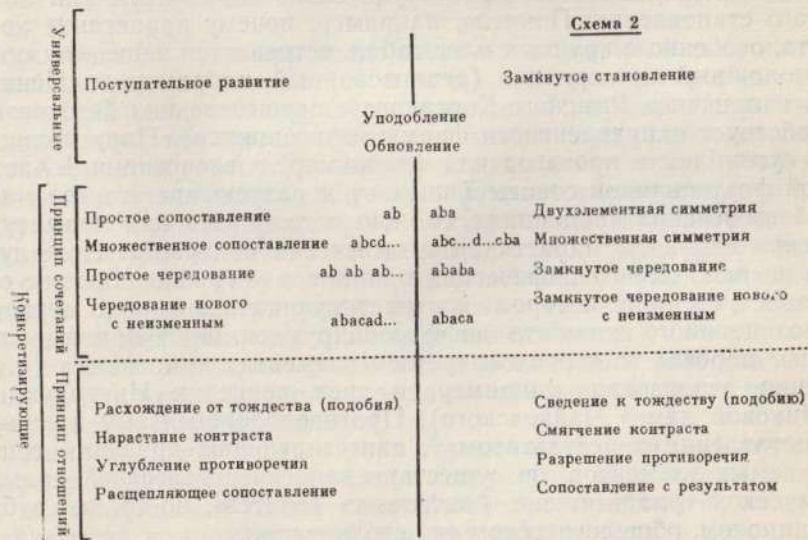 Схема 2
Универсальные
Поступательное развитие Замкнутое становление
Уподобление
Обновление
Конкретизирующие
Принцип сочетаний
Простое сопоставление ab aba Двухэлементная симметрия
Множественное сопоставление abcd... abc...d...cba Множественная симметрия
Простое чередование ab ab ab... ababa Замкнутое чередование
Чередование нового Замкнутое чередование нового
с неизменным abacad... abaca с неизменным
Принцип отношений
Расхождение от тождества (подобия) Сведение к тождеству (подобию)
Нарастание контраста Смягчение контраста
Углубление противоречия Разрешение противоречия
Расщепляющее сопоставление Сопоставление с результатом